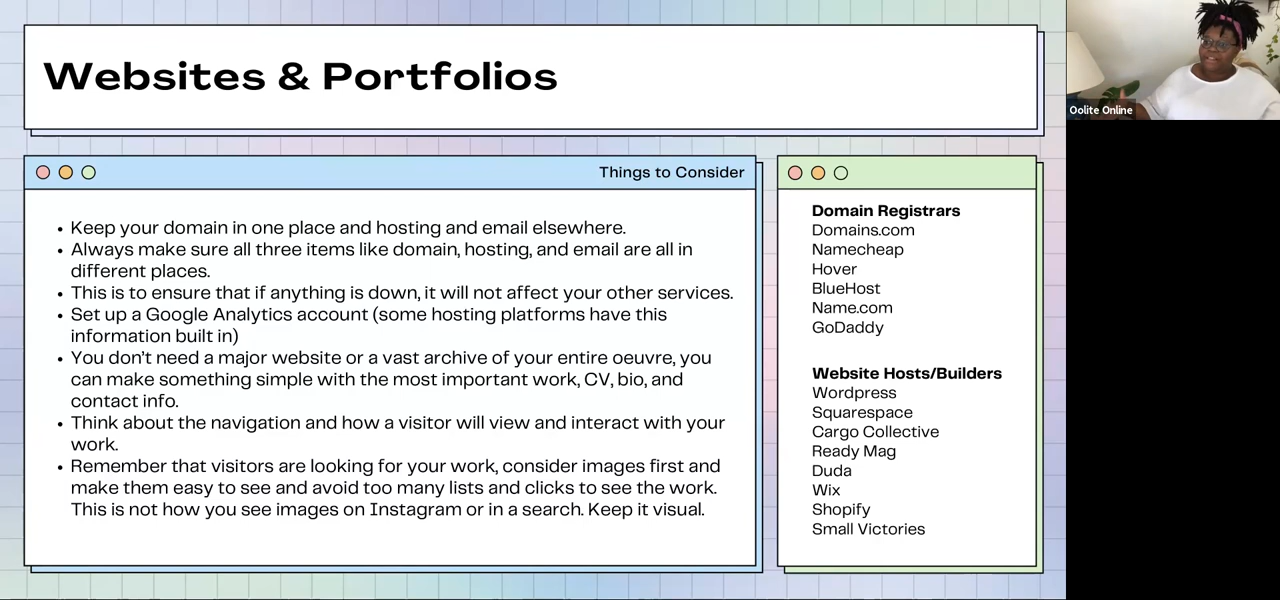 Websites & Portfolios
Oolite Online
Things to Consider
• Keep your domain in one place and hosting and email elsewhere.
• Always make sure all three items like domain, hosting, and email are all in
different places.
• This is to ensure that if anything is down, it will not affect your other services.
• Set up a Google Analytics account (some hosting platforms have this
information built in)
• You don't need a major website or a vast archive of your entire oeuvre, you
can make something simple with the most important work, CV, bio, and
contact info.
• Think about the navigation and how a visitor will view and interact with your
work.
• Remember that visitors are looking for your work, consider images first and
make them easy to see and avoid too many lists and clicks to see the work.
This is not how you see images on Instagram or in a search. Keep it visual.
Domain Registrars
Domains.com
Namecheap
Hover
BlueHost
Name.com
GoDaddy
Website Hosts/Builders
Wordpress
Squarespace
Cargo Collective
Ready Mag
Duda
Wix
Shopify
Small Victories